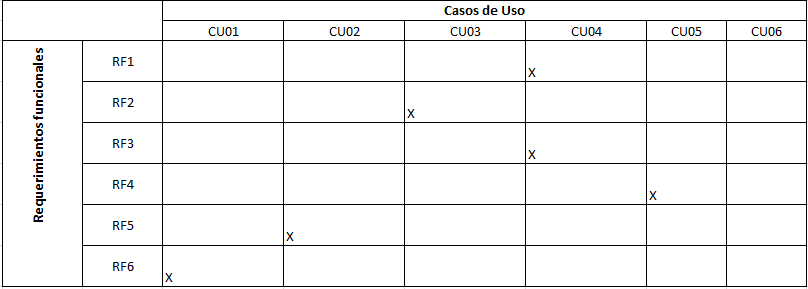 Casos de Uso
CU01 CU02 CU03 CU04 CU05 CU06
Requerimientos funcionales
RF1 X
RF2 X
RF3 X
RF4 X
RF5 X
RF6 X